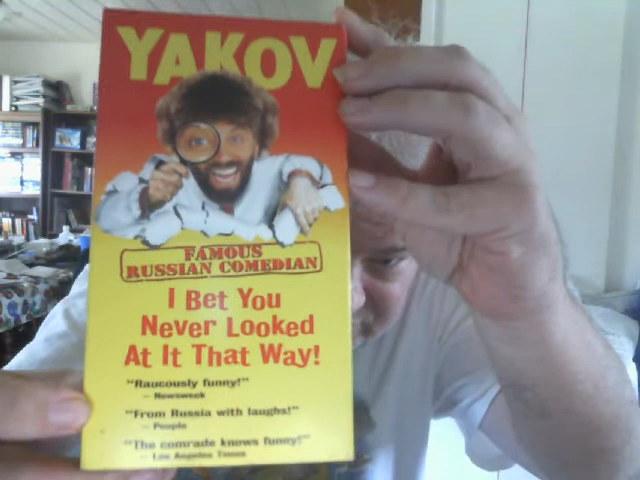 YAKOV
FAMOUS
RUSSIAN COMEDIAN
I Bet You
Never Looked
At It That Way!
"Raucously funny!"
— Newsweek
"From Russia with laughs!"
— People
"The comrade knows funny!"
— Los Angeles Times